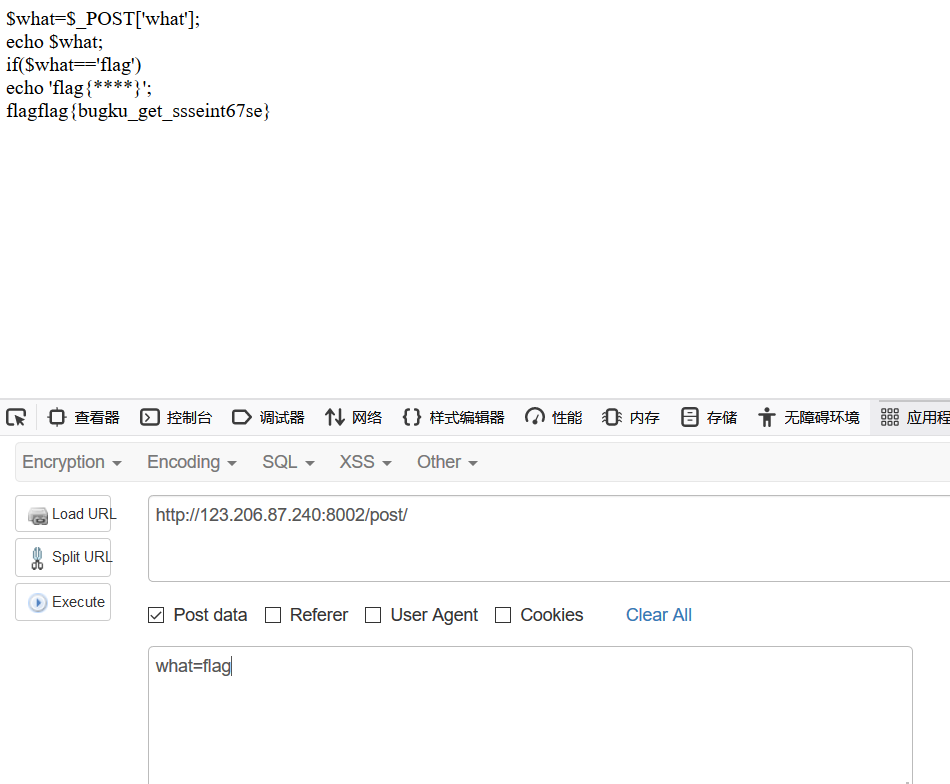 $what=$_POST['what'];
echo $what;
if($what=='flag')
echo 'flag{****}';
flagflag{bugku_get_ssseint67se}
查看器 控制台 调试器 网络 样式编辑器 性能 内存 存储 无障碍环境 应用程
Encryption Encoding SQL XSS Other
Load URL
http://123.206.87.240:8002/post/
Split URL
Execute
Post data Referer User Agent Cookies Clear All
what=flag